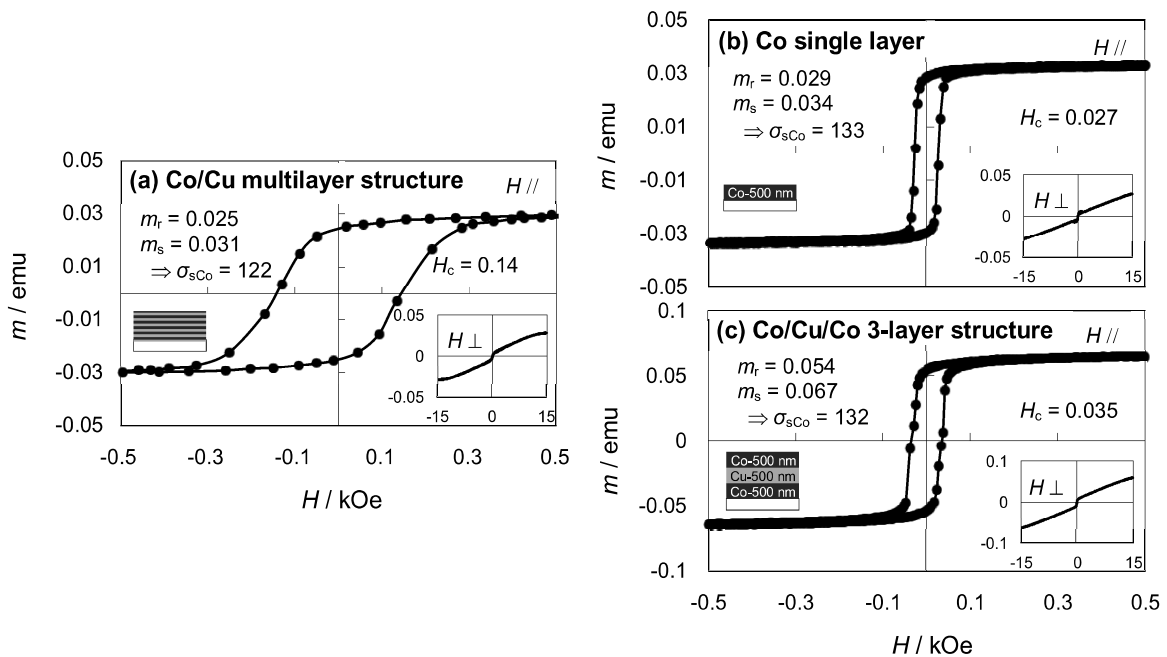 (a) Co/Cu multilayer structure
H //
mr = 0.025
ms = 0.031
⇒ σsCo = 122
Hc = 0.14
m / emu
0.05
0.03
0.01
-0.01
-0.03
-0.05
H ⊥
0.05
0
-0.05
-15 0 15
-0.5 -0.3 -0.1 0.1 0.3 0.5
H / kOe
(b) Co single layer
H //
mr = 0.029
ms = 0.034
⇒ σsCo = 133
Hc = 0.027
m / emu
0.05
0.03
0.01
-0.01
-0.03
-0.05
Co-500 nm
H ⊥
0.05
0
-0.05
-15 0 15
(c) Co/Cu/Co 3-layer structure
H //
mr = 0.054
ms = 0.067
⇒ σsCo = 132
Hc = 0.035
m / emu
0.1
0.05
0
-0.05
-0.1
Co-500 nm
Cu-500 nm
Co-500 nm
H ⊥
0.1
0
-0.1
-15 0 15
-0.5 -0.3 -0.1 0.1 0.3 0.5
H / kOe